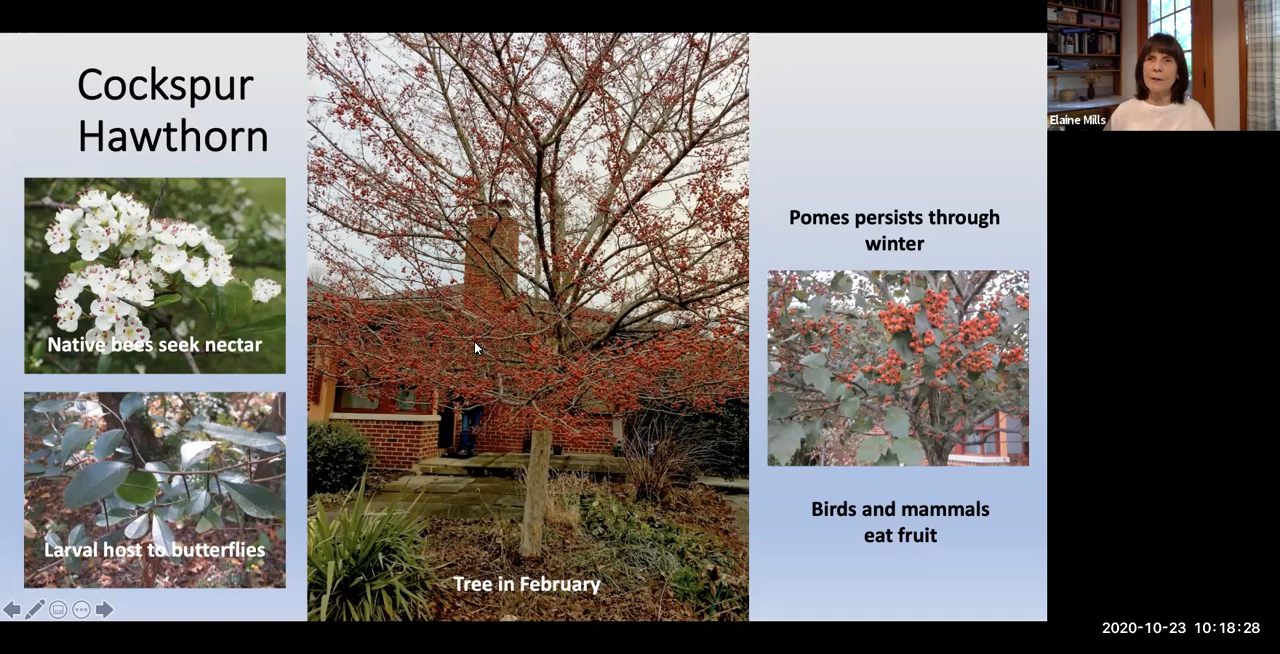 Cockspur
Hawthorn
Native bees seek nectar
Larval host to butterflies
Tree in February
Pomes persists through
winter
Birds and mammals
eat fruit
Elaine Mills
2020-10-23 10:18:28